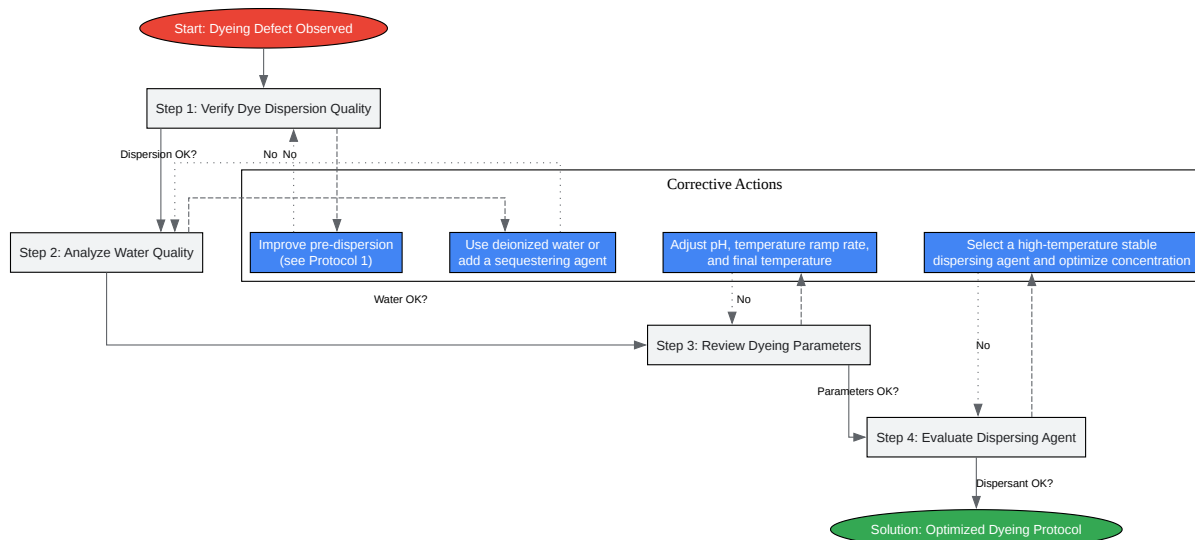 Start: Dyeing Defect Observed
Step 1: Verify Dye Dispersion Quality
Dispersion OK?
No
No
Corrective Actions
Step 2: Analyze Water Quality
Improve pre-dispersion
(see Protocol 1)
Use deionized water or
add a sequestering agent
Adjust pH, temperature ramp rate,
and final temperature
Select a high-temperature stable
dispersing agent and optimize concentration
Water OK?
No
Step 3: Review Dyeing Parameters
No
Parameters OK?
Step 4: Evaluate Dispersing Agent
Dispersant OK?
Solution: Optimized Dyeing Protocol